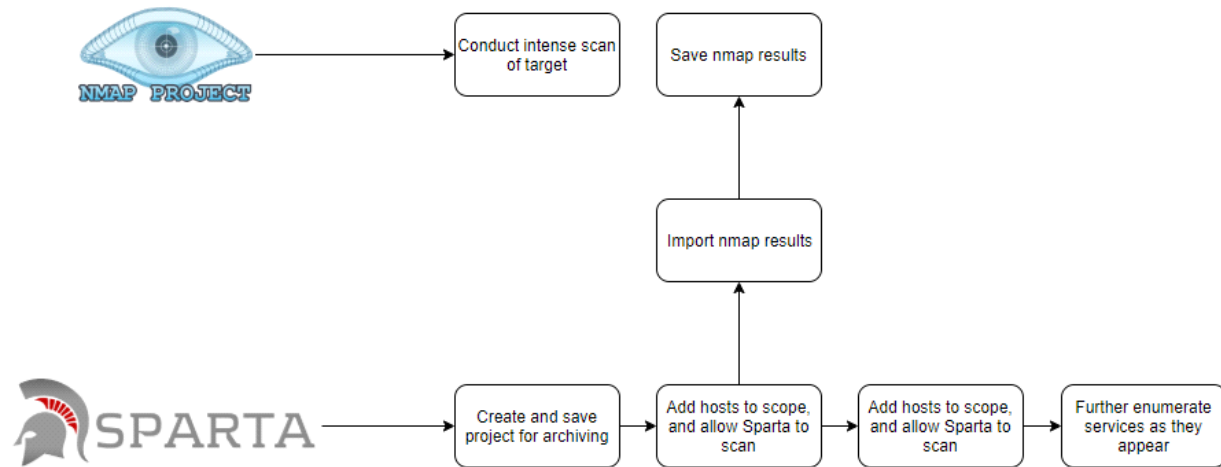 NMAP PROJECT
Conduct intense scan
of target
Save nmap results
Import nmap results
SPARTA
Create and save
project for archiving
Add hosts to scope,
and allow Sparta to
scan
Add hosts to scope,
and allow Sparta to
scan
Further enumerate
services as they
appear